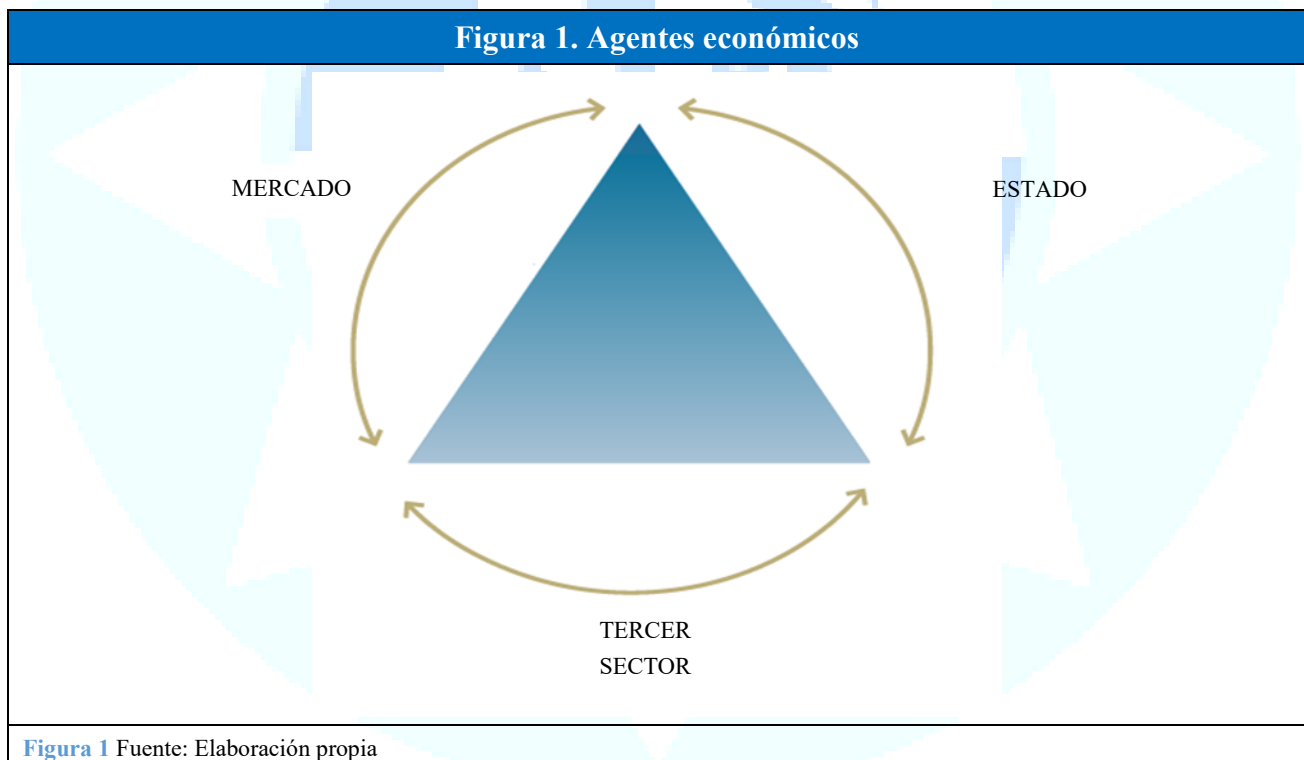 Figura 1. Agentes económicos
MERCADO
ESTADO
TERCER
SECTOR
Figura 1 Fuente: Elaboración propia